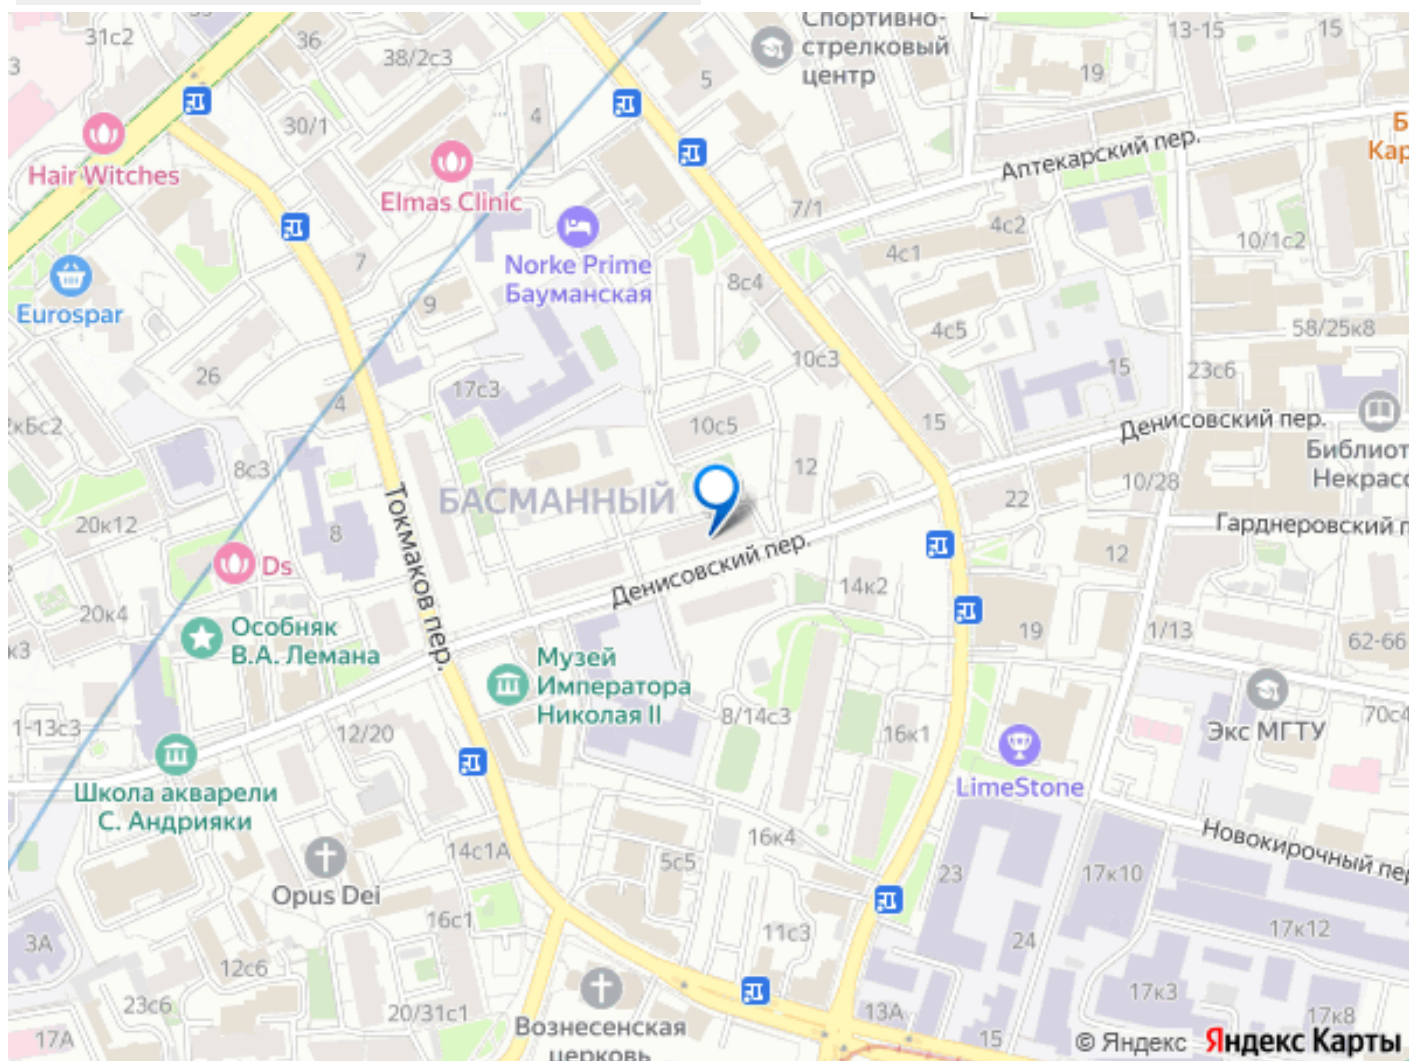 31с2
36
38/2с3
Спортивно-
стрелковый
центр
13-15
15
3
5
19
30/1
4
Hair Witches
Elmas Clinic
Аптекарский пер.
7/1
4с2
4с1
10/1с2
7
Norke Prime
Бауманская
8с4
Eurospar
9
4с5
58/25к8
10с3
26
17с3
15
23с6
4
15
10с5
Денисовский пер.
8с3
12
Библиот
Некрасс
БАСМАННЫЙ
22
10/28
20к12
Токмаков пер.
8
Гарднеровский п
12
Ds
Денисовский пер.
14к2
20к4
Особняк
В.А. Лемана
19
1/13
62-66
к3
Музей
Императора
Николая II
8/14с3
1-13с3
12/20
16к1
Экс МГТУ
70с4
LimeStone
Школа акварели
С. Андрияки
16к4
Новокирочный пер
14с1А
5с5
23
17к10
Opus Dei
16с1
11с3
17к12
3А
24
12с6
23с6
20/31с1
17к3
13А
17к8
Вознесенская
церковь
17А
15
© Яндекс Яндекс Карты